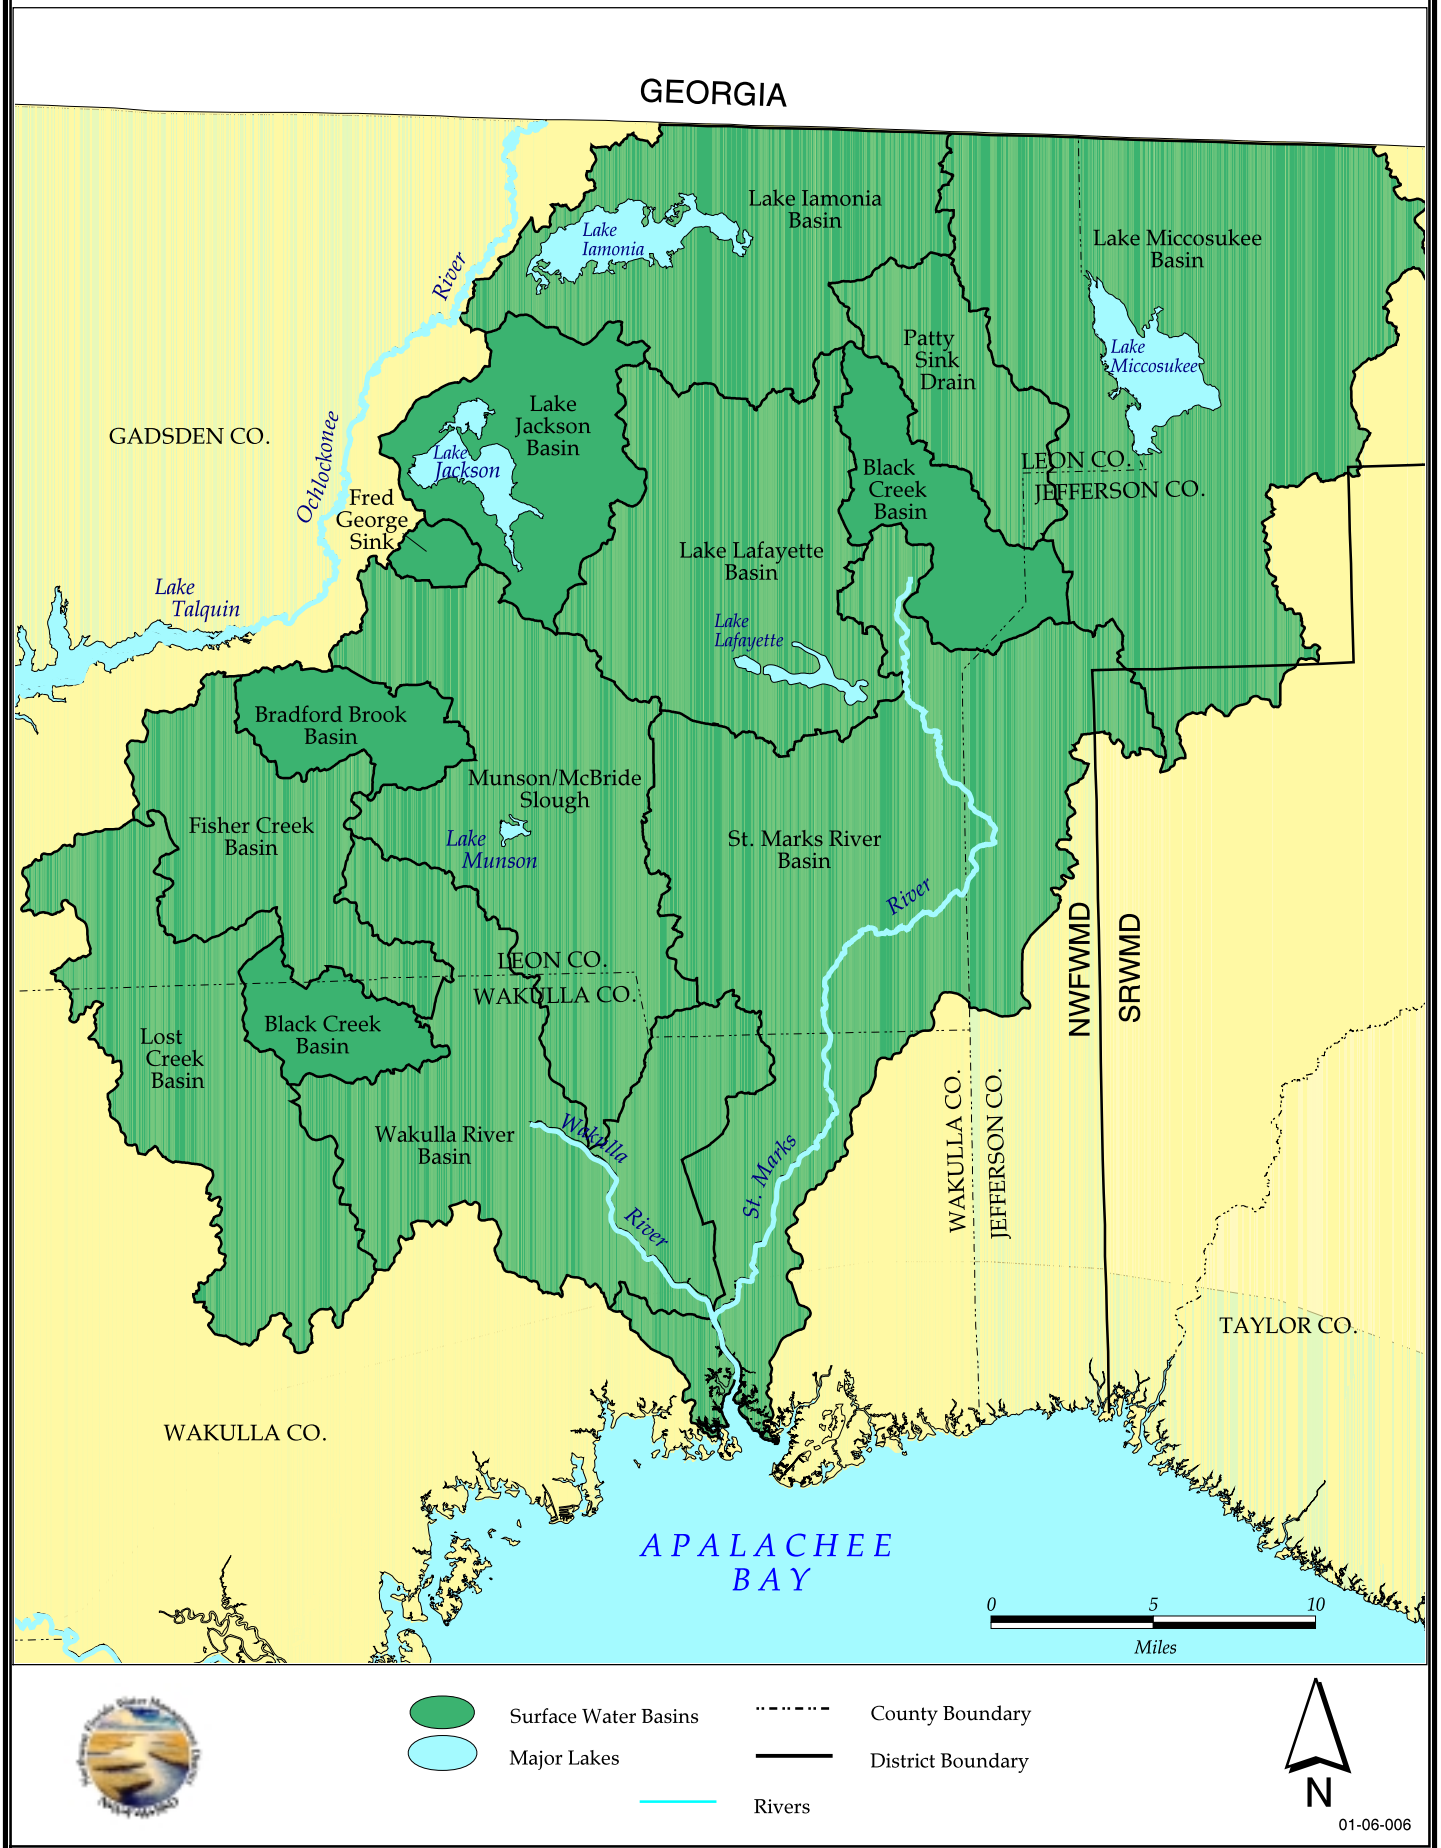 GEORGIA
Lake Iamonia
Basin
Lake
Iamonia
Lake Miccosukee
Basin
River
Patty
Sink
Drain
Lake
Miccosukee
Lake
Jackson
Basin
GADSDEN CO.
Ochlockonee
Lake
Jackson
LEON CO.
JEFFERSON CO.
Black
Creek
Basin
Fred
George
Sink
Lake Lafayette
Basin
Lake
Talquin
Lake
Lafayette
Bradford Brook
Basin
Munson/McBride
Slough
Fisher Creek
Basin
Lake
Munson
St. Marks River
Basin
River
NWFWMD
SRWMD
LEON CO.
WAKULLA CO.
Lost
Creek
Basin
Black Creek
Basin
WAKULLA CO.
JEFFERSON CO.
Wakulla River
Basin
Wakulla
St. Marks
River
TAYLOR CO.
WAKULLA CO.
APALACHEE
BAY
0 5 10
Miles
Surface Water Basins
County Boundary
Major Lakes
District Boundary
Rivers
N
01-06-006